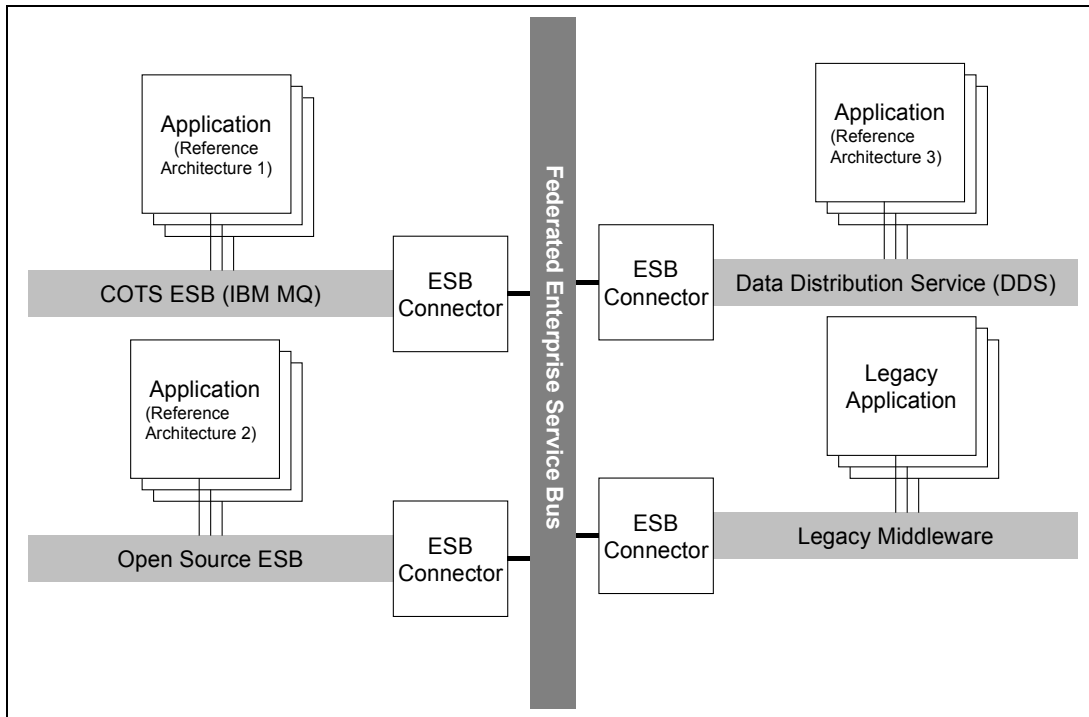 Application
(Reference
Architecture 1)
COTS ESB (IBM MQ)
ESB
Connector
Application
(Reference
Architecture 2)
Open Source ESB
ESB
Connector
Federated Enterprise Service Bus
Application
(Reference
Architecture 3)
ESB
Connector
Data Distribution Service (DDS)
Legacy
Application
ESB
Connector
Legacy Middleware